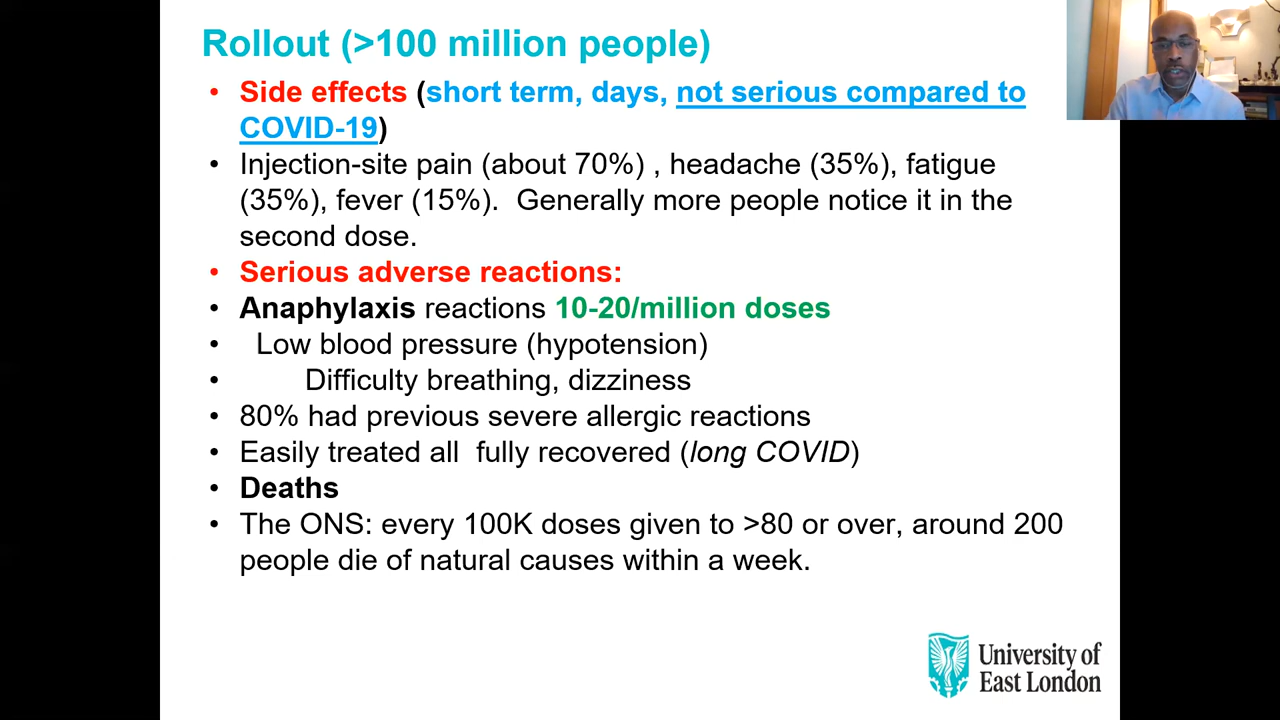 Rollout (>100 million people)
• Side effects (short term, days, not serious compared to
COVID-19)
• Injection-site pain (about 70%) , headache (35%), fatigue
(35%), fever (15%).  Generally more people notice it in the
second dose.
• Serious adverse reactions:
• Anaphylaxis reactions 10-20/million doses
• Low blood pressure (hypotension)
• Difficulty breathing, dizziness
• 80% had previous severe allergic reactions
• Easily treated all  fully recovered (long COVID)
• Deaths
• The ONS: every 100K doses given to >80 or over, around 200
people die of natural causes within a week.
University of
East London